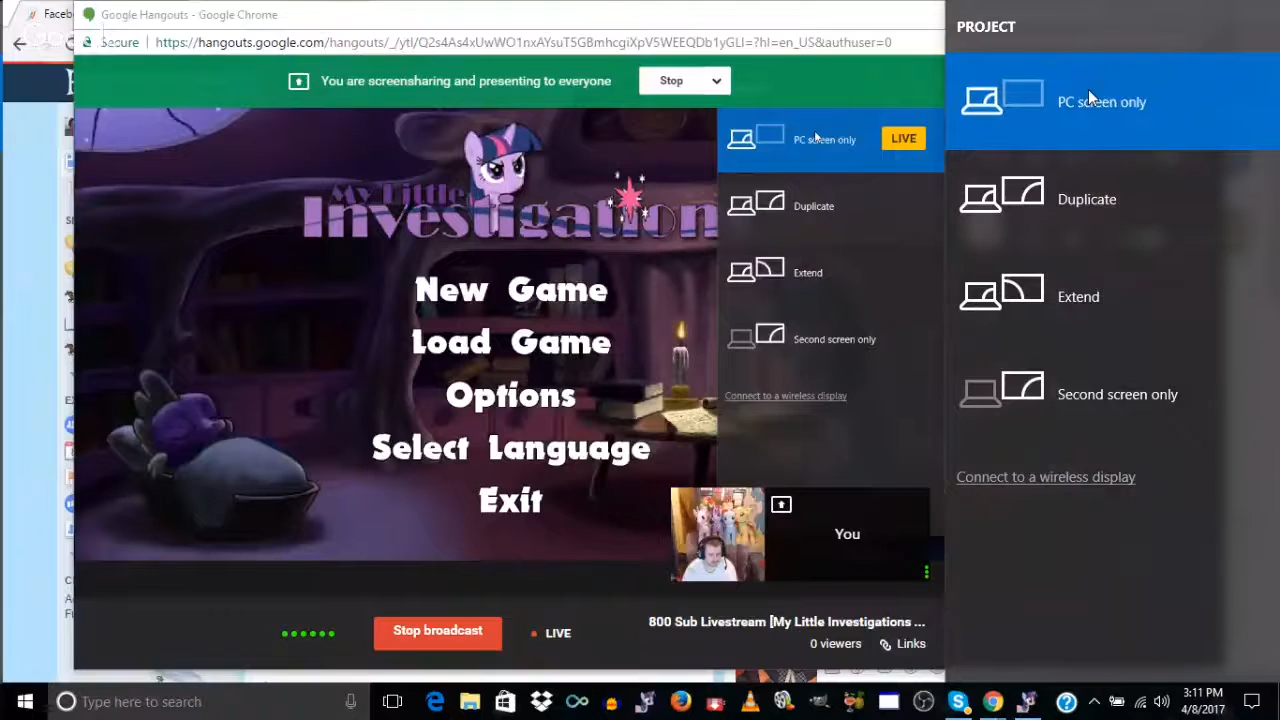 Faceb
Google Hangouts - Google Chrome
Secure
https://hangouts.google.com/hangouts/_/ytl/Q2s4As4xUwWO1nxAYsuT5GBmhcgiXpV5WEEQDb1yGLI=?hl=en_US&authuser=0
You are screensharing and presenting to everyone
Stop
PROJECT
PC screen only
Duplicate
Extend
Second screen only
Connect to a wireless display
My Little
Investigation
New Game
Load Game
Options
Select Language
Exit
PC screen only
LIVE
Duplicate
Extend
Second screen only
Connect to a wireless display
You
Stop broadcast
LIVE
800 Sub Livestream [My Little Investigations ...
0 viewers
Links
Type here to search
3:11 PM
4/8/2017